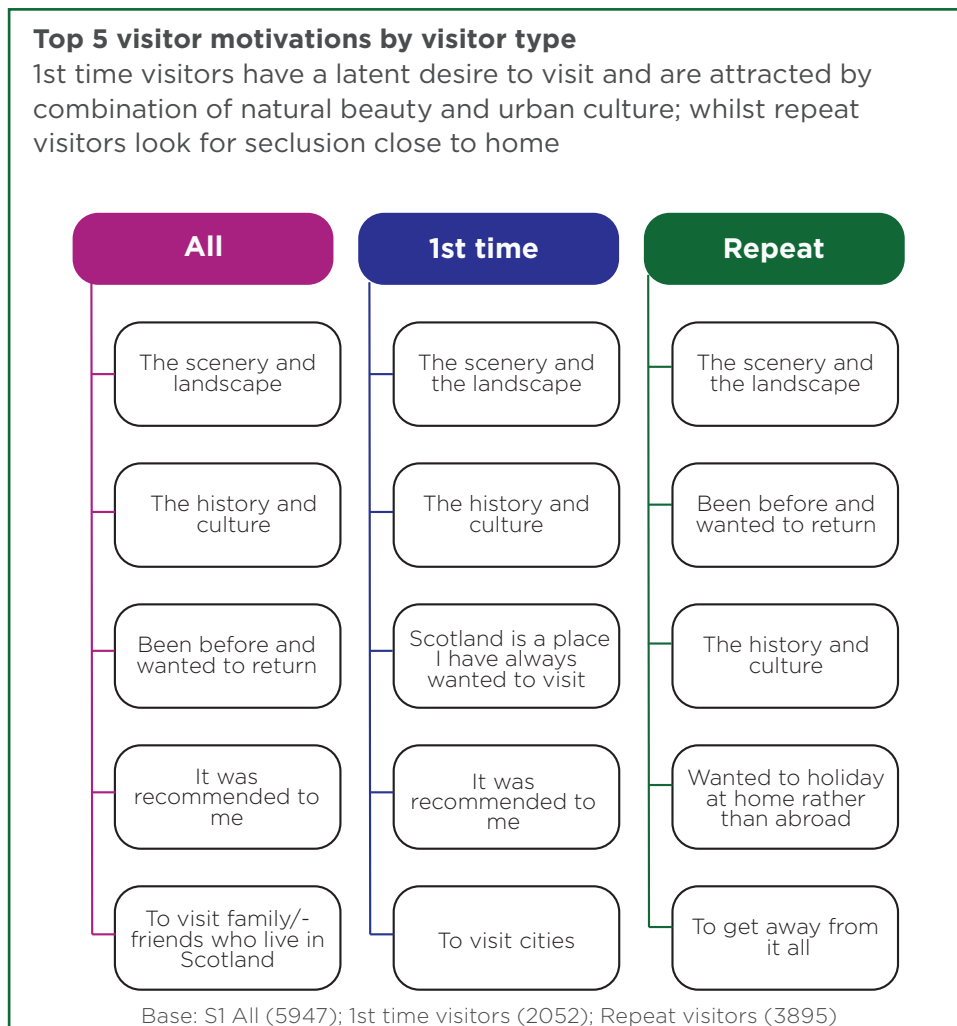 Top 5 visitor motivations by visitor type
1st time visitors have a latent desire to visit and are attracted by
combination of natural beauty and urban culture; whilst repeat
visitors look for seclusion close to home
All
The scenery and
landscape
The history and
culture
Been before and
wanted to return
It was
recommended to
me
To visit family/-
friends who live in
Scotland
1st time
The scenery and
the landscape
The history and
culture
Scotland is a place
I have always
wanted to visit
It was
recommended to
me
To visit cities
Repeat
The scenery and
the landscape
Been before and
wanted to return
The history and
culture
Wanted to holiday
at home rather
than abroad
To get away from
it all
Base: S1 All (5947); 1st time visitors (2052); Repeat visitors (3895)